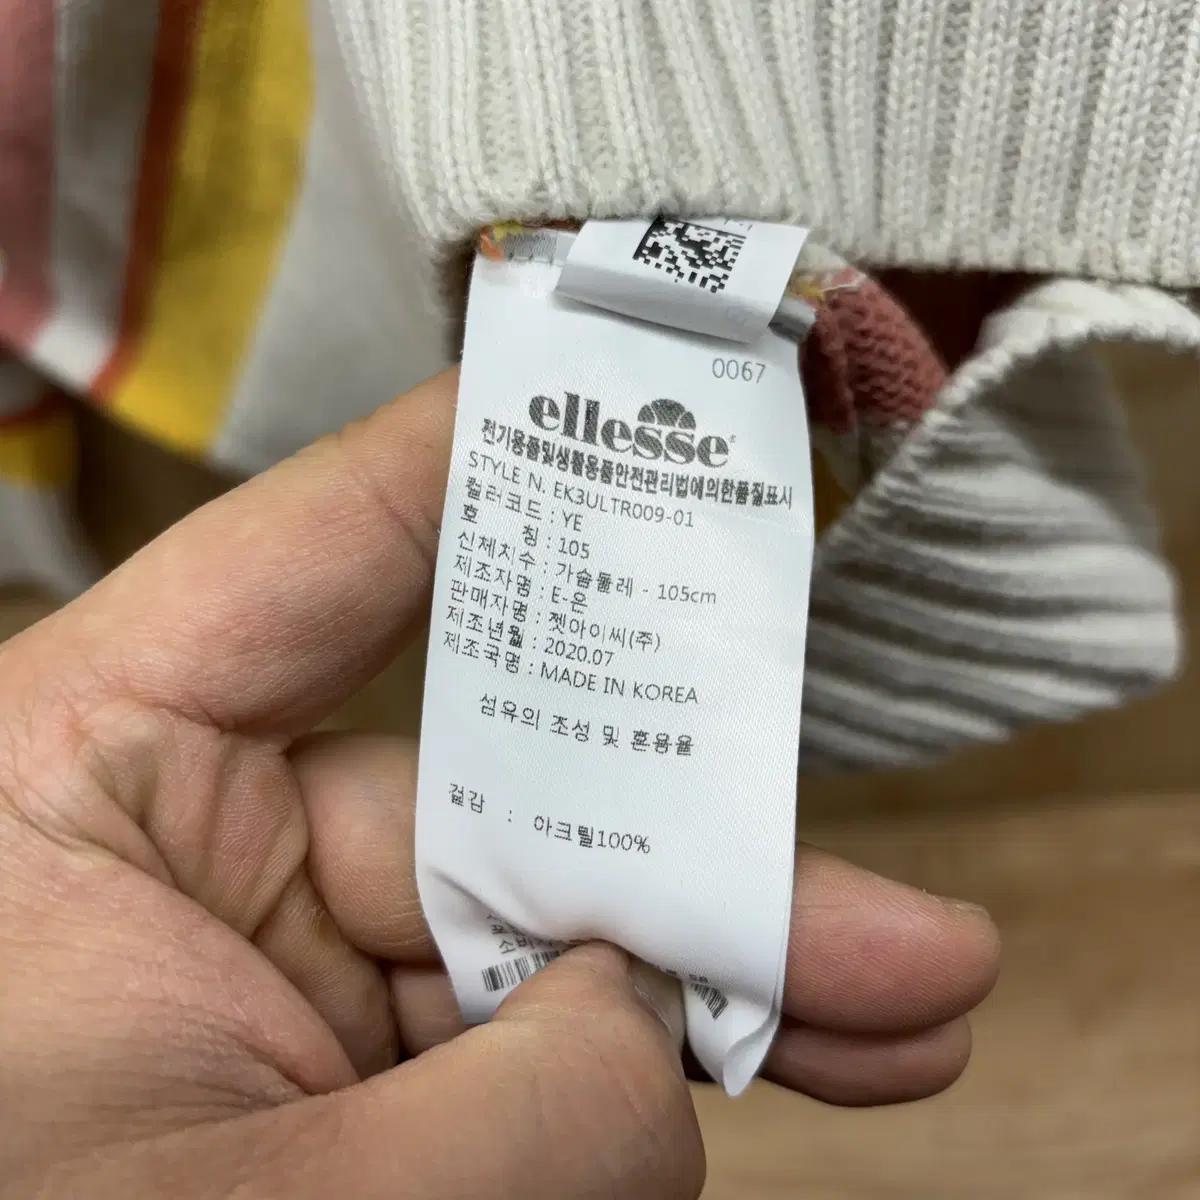 0067
ellesse
전기용품및생활용품안전관리법에의한품질표시
STYLE N. EK3ULTR009-01
컬러코드 : YE
호 칭 : 105
신체치수 : 가슴둘레 - 105cm
제조자명 : E-온
판매자명 : 젯아이씨(주)
제조년월 : 2020.07
제조국명 : MADE IN KOREA
섬유의 조성 및 혼용율
겉감 : 아크릴100%